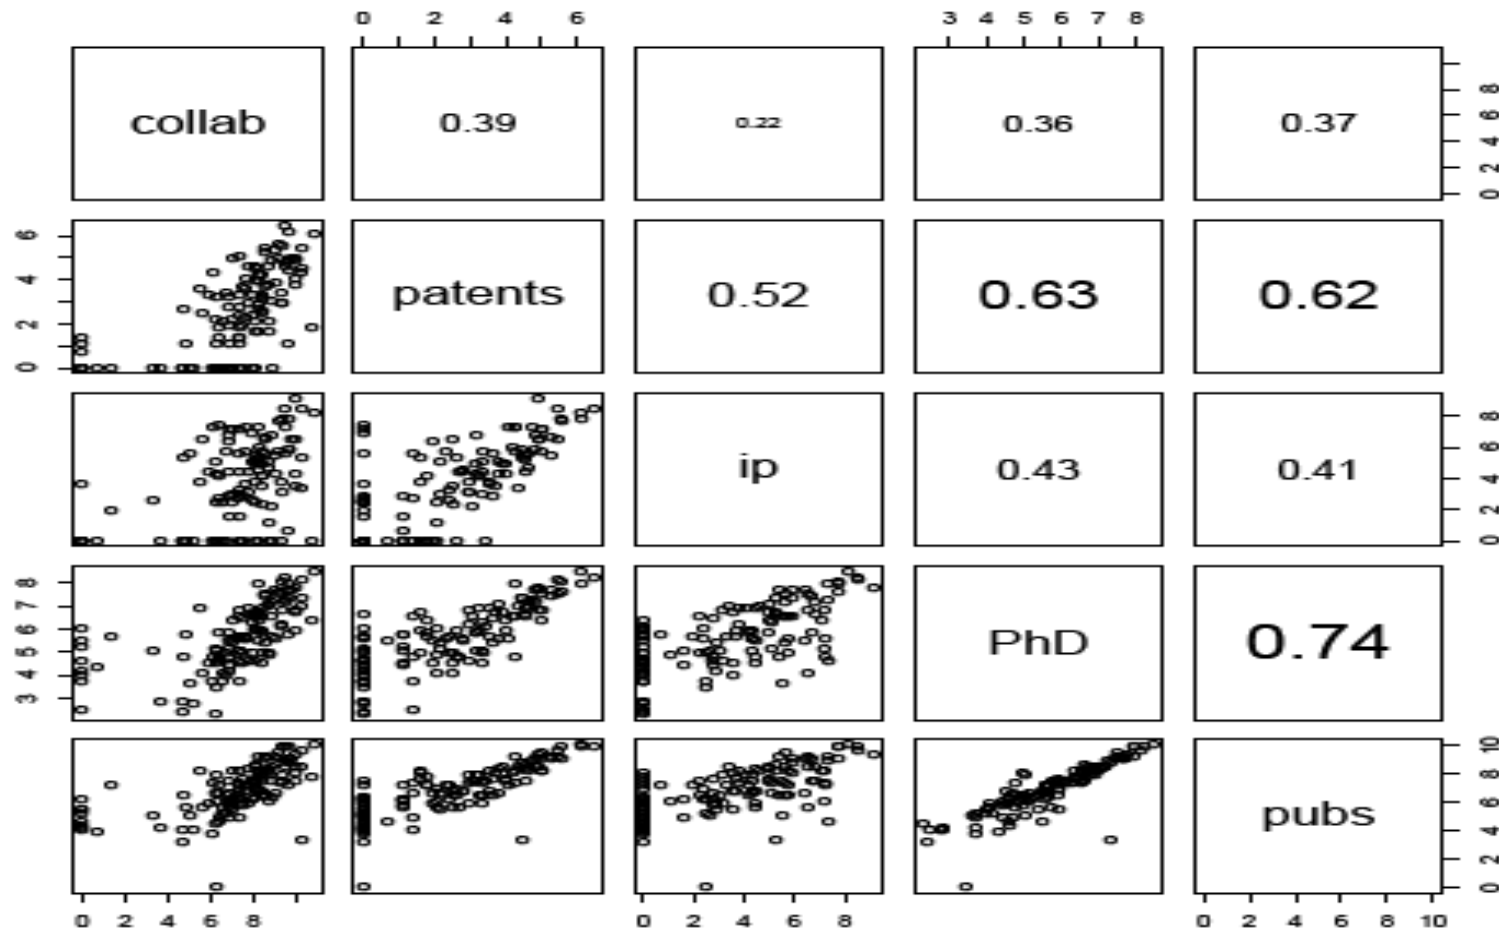 0 2 4 6 3 4 5 6 7 8
collab 0.39 0.22 0.36 0.37 0 2 4 6 8
0 2 4 6 patents 0.52 0.63 0.62
ip 0.43 0.41 0 2 4 6 8
3 4 5 6 7 8 PhD 0.74
pubs 0 2 4 6 8 10
0 2 4 6 8 0 2 4 6 8 0 2 4 6 8 10